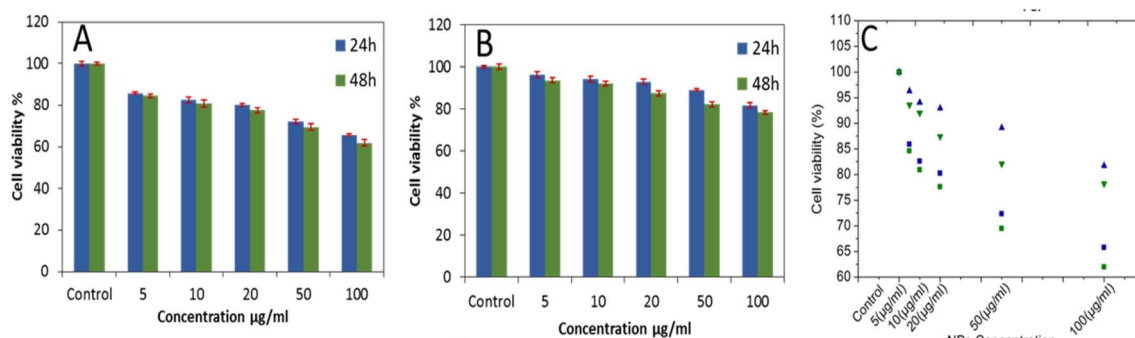 A
120
100
80
60
40
20
0
Cell viability %
24h
48h
Control 5 10 20 50 100
Concentration µg/ml
B
120
100
80
60
40
20
0
Cell viability %
24h
48h
Control 5 10 20 50 100
Concentration µg/ml
C
110
105
100
95
90
85
80
75
70
65
60
Cell viability (%)
Control 5(µg/ml) 10(µg/ml) 20(µg/ml) 50(µg/ml) 100(µg/ml)